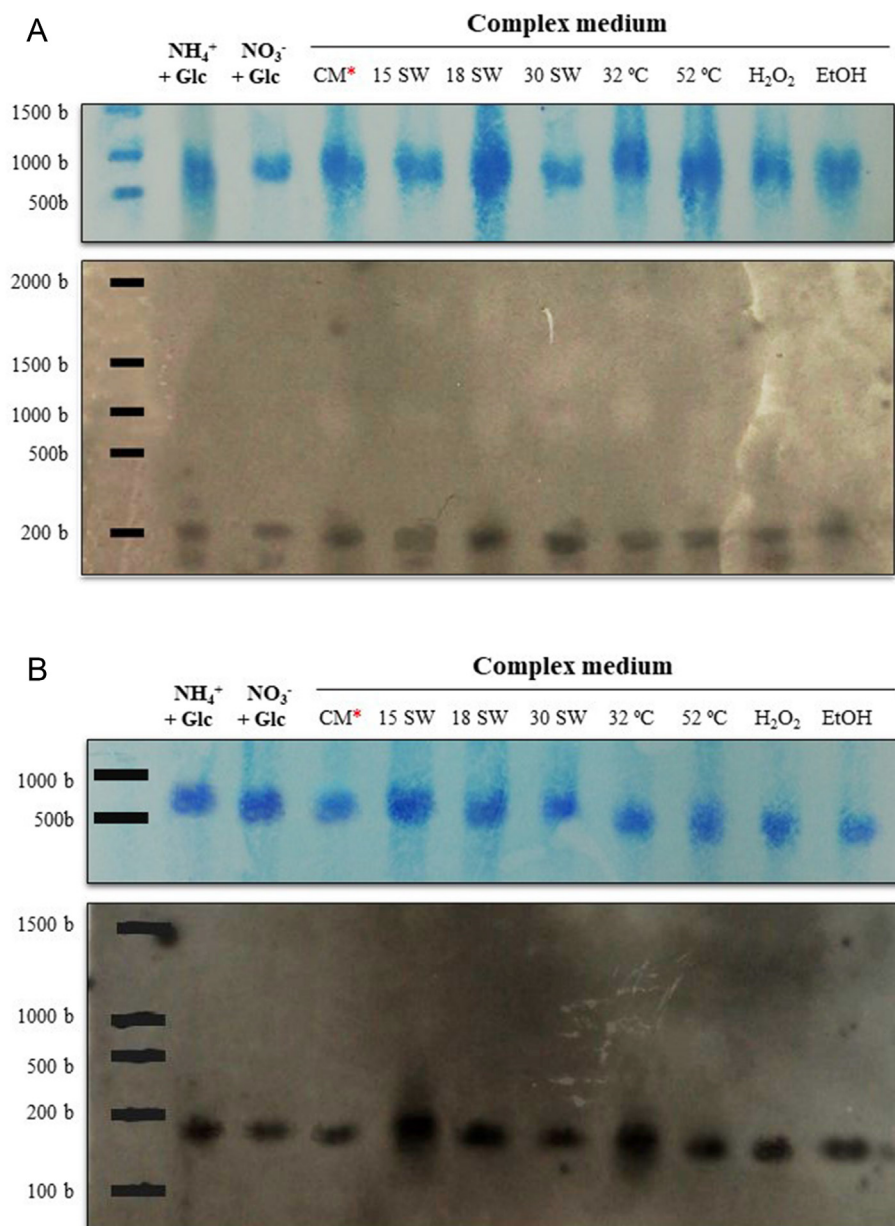 A
Complex medium
NH₄⁺ NO₃⁻
+ Glc + Glc CM* 15 SW 18 SW 30 SW 32 ºC 52 ºC H₂O₂ EtOH
1500 b
1000 b
500b
2000 b
1500 b
1000 b
500b
200 b
B
Complex medium
NH₄⁺ NO₃⁻
+ Glc + Glc CM* 15 SW 18 SW 30 SW 32 ºC 52 ºC H₂O₂ EtOH
1000 b
500b
1500 b
1000 b
500 b
200 b
100 b